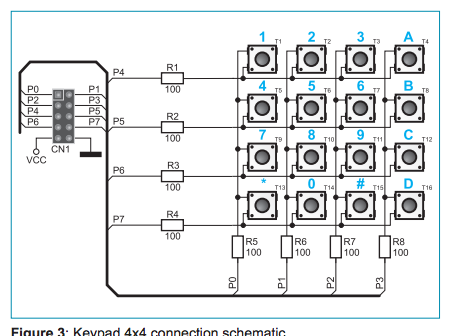 1 T1 2 T2 3 T3 A T4
P4 R1 100
P0 P1
P2 P3
P4 P5
P6 P7
VCC CN1
4 T5 5 T6 6 T7 B T8
P5 R2 100
7 T9 8 T10 9 T11 C T12
P6 R3 100
* T13 0 T14 # T15 D T16
P7 R4 100
R5 100 R6 100 R7 100 R8 100
P0 P1 P2 P3
Figure 3: Keypad 4x4 connection schematic